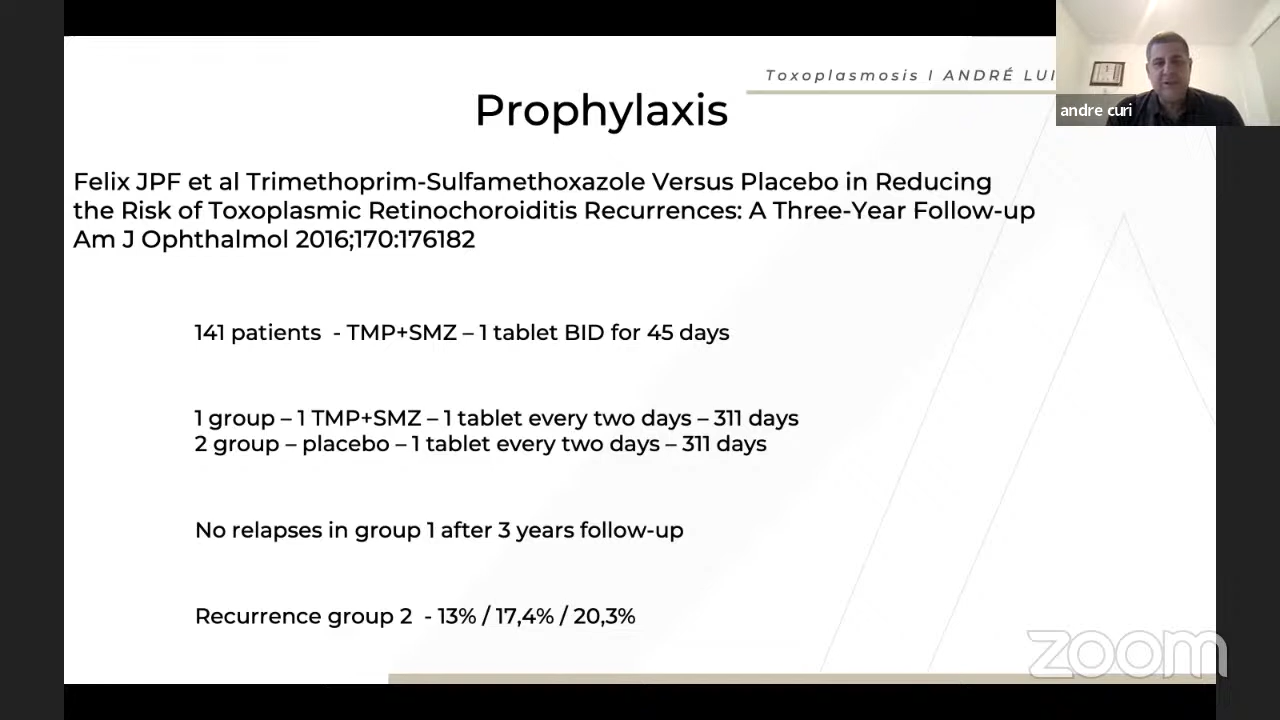 Toxoplasmosis I ANDRÉ LUI
andre curi
Prophylaxis
Felix JPF et al Trimethoprim-Sulfamethoxazole Versus Placebo in Reducing
the Risk of Toxoplasmic Retinochoroiditis Recurrences: A Three-Year Follow-up
Am J Ophthalmol 2016;170:176182
141 patients - TMP+SMZ – 1 tablet BID for 45 days
1 group – 1 TMP+SMZ – 1 tablet every two days – 311 days
2 group – placebo – 1 tablet every two days – 311 days
No relapses in group 1 after 3 years follow-up
Recurrence group 2 - 13% / 17,4% / 20,3%
zoom